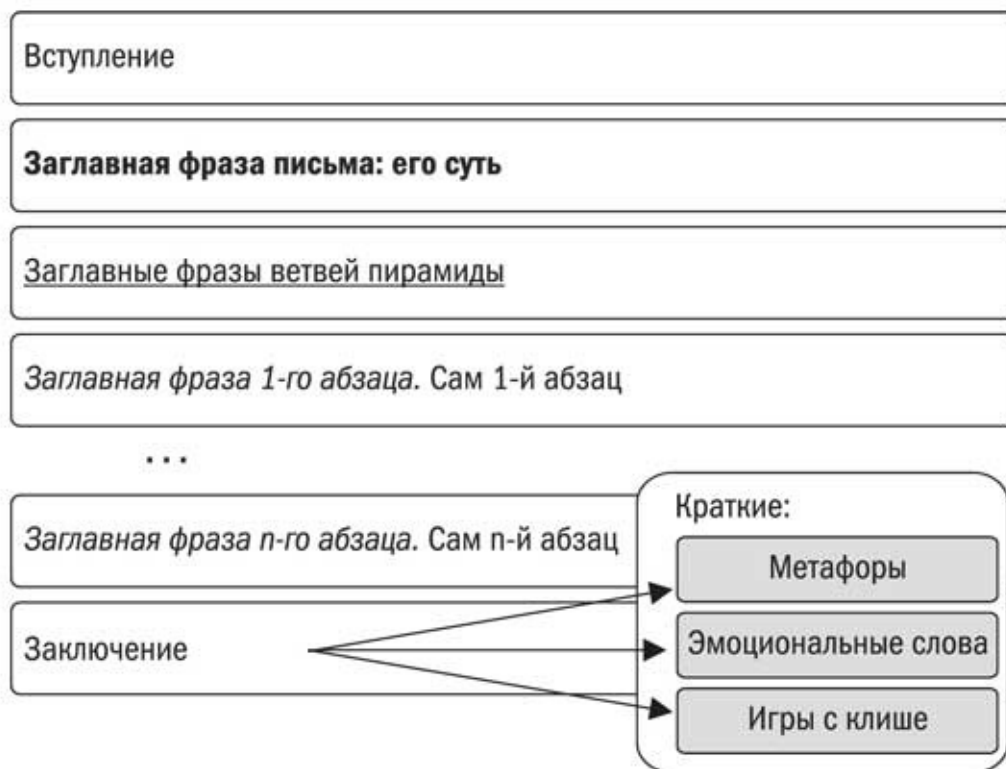 Вступление
Заглавная фраза письма: его суть
Заглавные фразы ветвей пирамиды
Заглавная фраза 1-го абзаца. Сам 1-й абзац
...
Заглавная фраза n-го абзаца. Сам n-й абзац
Заключение
Краткие:
Метафоры
Эмоциональные слова
Игры с клише